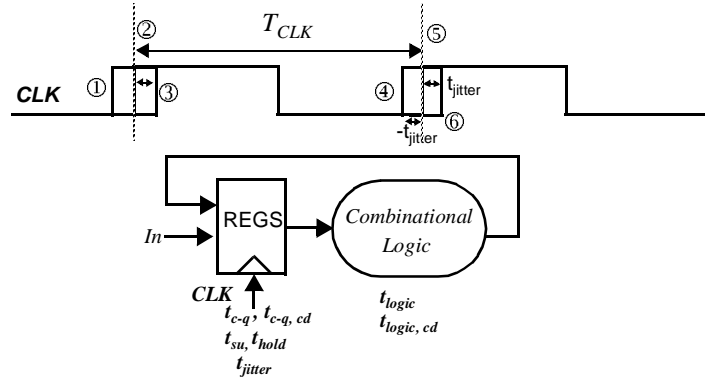 ② T_CLK ⑤
CLK ① ③ ④ t_jitter
-t_jitter ⑥
REGS
Combinational
Logic
In
CLK
t_c-q, t_c-q, cd
t_su, t_hold
t_jitter
t_logic
t_logic, cd